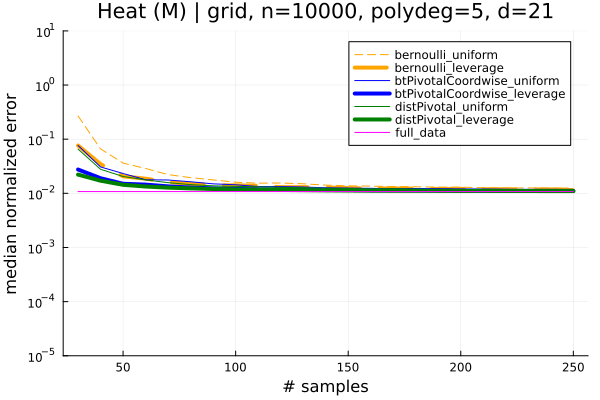 Heat (M) | grid, n=10000, polydeg=5, d=21
median normalized error
10¹
10⁰
10⁻¹
10⁻²
10⁻³
10⁻⁴
10⁻⁵
bernoulli_uniform
bernoulli_leverage
btPivotalCoordwise_uniform
btPivotalCoordwise_leverage
distPivotal_uniform
distPivotal_leverage
full_data
50
100
150
200
250
# samples